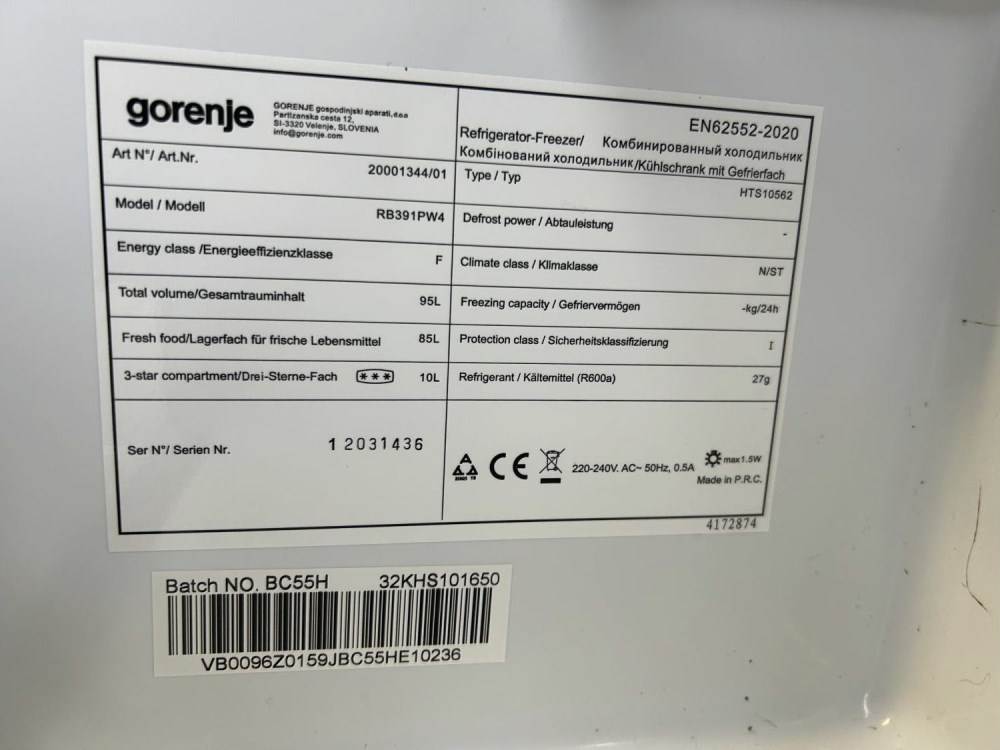 gorenje
GORENJE gospodinjski aparati,d.o.o
Partizanska cesta 12,
SI-3320 Velenje, SLOVENIA
info@gorenje.com
EN62552-2020
Refrigerator-Freezer/ Комбинированный холодильник
Комбінований холодильник/Kühlschrank mit Gefrierfach
Art N°/ Art.Nr. 20001344/01
Type / Typ HTS10562
Model / Modell RB391PW4
Defrost power / Abtauleistung -
Energy class /Energieeffizienzklasse F
Climate class / Klimaklasse N/ST
Total volume/Gesamtrauminhalt 95L
Freezing capacity / Gefriervermögen -kg/24h
Fresh food/Lagerfach für frische Lebensmittel 85L
Protection class / Sicherheitsklassifizierung I
3-star compartment/Drei-Sterne-Fach *** 10L
Refrigerant / Kältemittel (R600a) 27g
Ser N°/ Serien Nr. 1 2031436
CE 220-240V. AC~ 50Hz, 0.5A max1.5W
Made in P.R.C.
4172874
Batch NO. BC55H 32KHS101650
VB0096Z0159JBC55HE10236